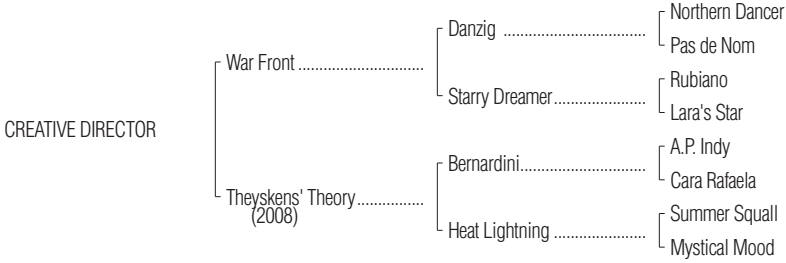 Northern Dancer
Danzig ..................................
Pas de Nom
War Front ..............................
Rubiano
Starry Dreamer......................
Lara's Star
CREATIVE DIRECTOR
A.P. Indy
Bernardini..............................
Cara Rafaela
Theyskens' Theory................
(2008)
Summer Squall
Heat Lightning ......................
Mystical Mood